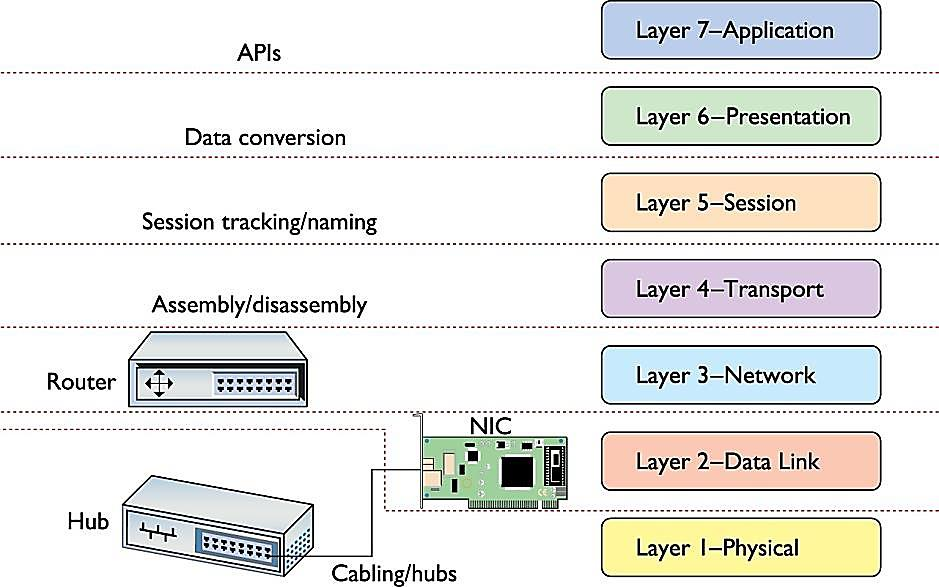 APIs
Layer 7–Application
Data conversion
Layer 6–Presentation
Session tracking/naming
Layer 5–Session
Assembly/disassembly
Layer 4–Transport
Router
Layer 3–Network
NIC
Layer 2–Data Link
Hub
Cabling/hubs
Layer 1–Physical